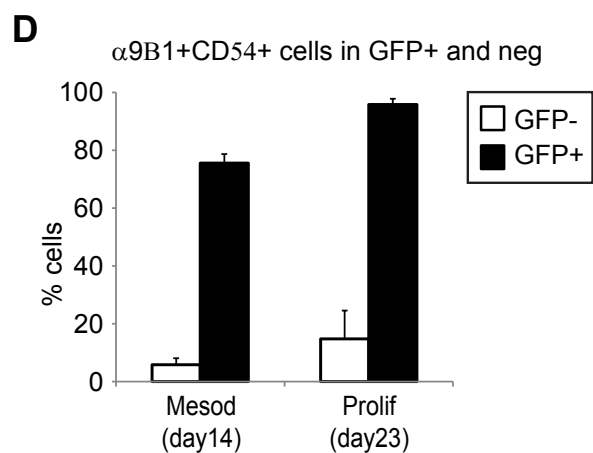 D
α9B1+CD54+ cells in GFP+ and neg
100
80
60
40
20
0
% cells
GFP-
GFP+
Mesod
(day14)
Prolif
(day23)